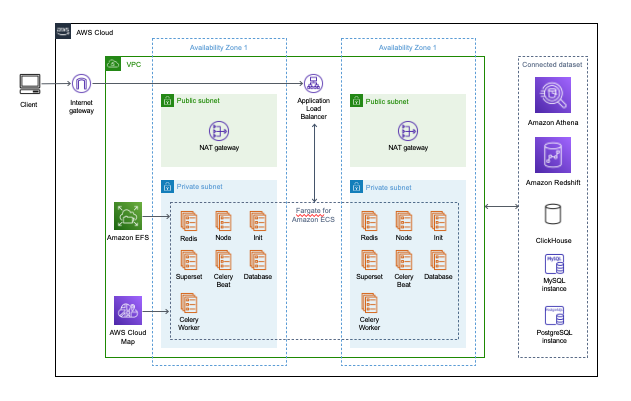 AWS Cloud
Availability Zone 1
Availability Zone 1
VPC
Connected dataset
Client
Internet
gateway
Application
Load
Balancer
Public subnet
NAT gateway
Public subnet
NAT gateway
Amazon Athena
Amazon Redshift
Private subnet
Private subnet
Fargate for
Amazon ECS
Amazon EFS
Redis
Node
Init
Superset
Celery
Beat
Database
Celery
Worker
Redis
Node
Init
Superset
Celery
Beat
Database
Celery
Worker
AWS Cloud
Map
ClickHouse
MySQL
MySQL
instance
PostgreSQL
PostgreSQL
instance